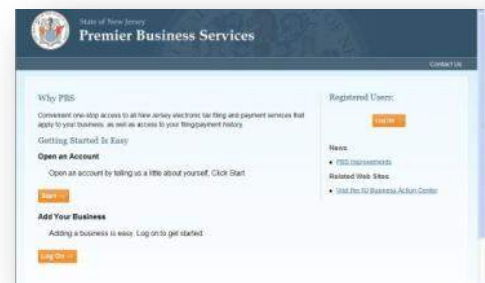 State of New Jersey
Premier Business Services
Contact Us
Why PBS
Convenient one-stop access to all New Jersey electronic tax filing and payment services that
apply to your business, as well as access to your filing/payment history.
Getting Started Is Easy
Open an Account
Open an account by telling us a little about yourself, Click Start
Start
Add Your Business
Adding a business is easy. Log on to get started.
Log On
Registered Users:
Log On
News
PBS Improvements
Related Web Sites
Visit the NJ Business Action Center